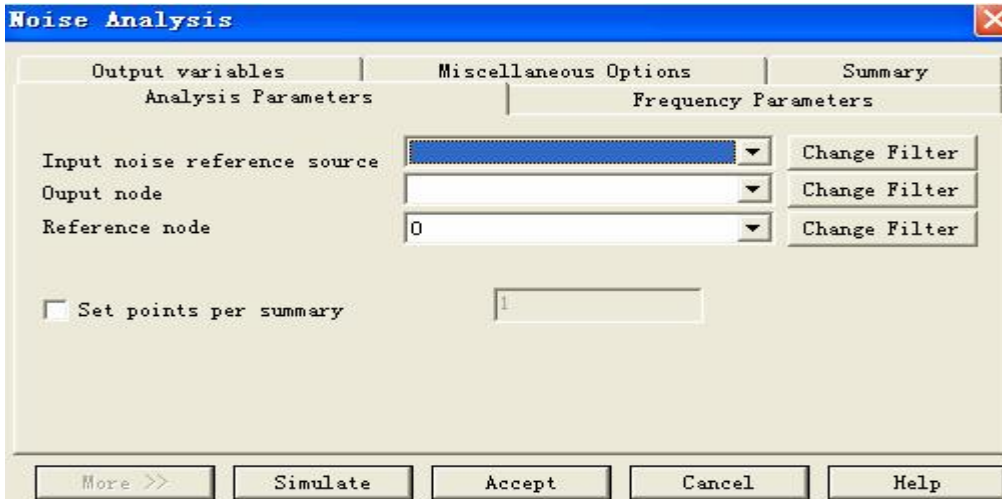 Noise Analysis
Output variables Miscellaneous Options Summary
Analysis Parameters Frequency Parameters
Input noise reference source Change Filter
Ouput node Change Filter
Reference node 0 Change Filter
Set points per summary 1
More >> Simulate Accept Cancel Help